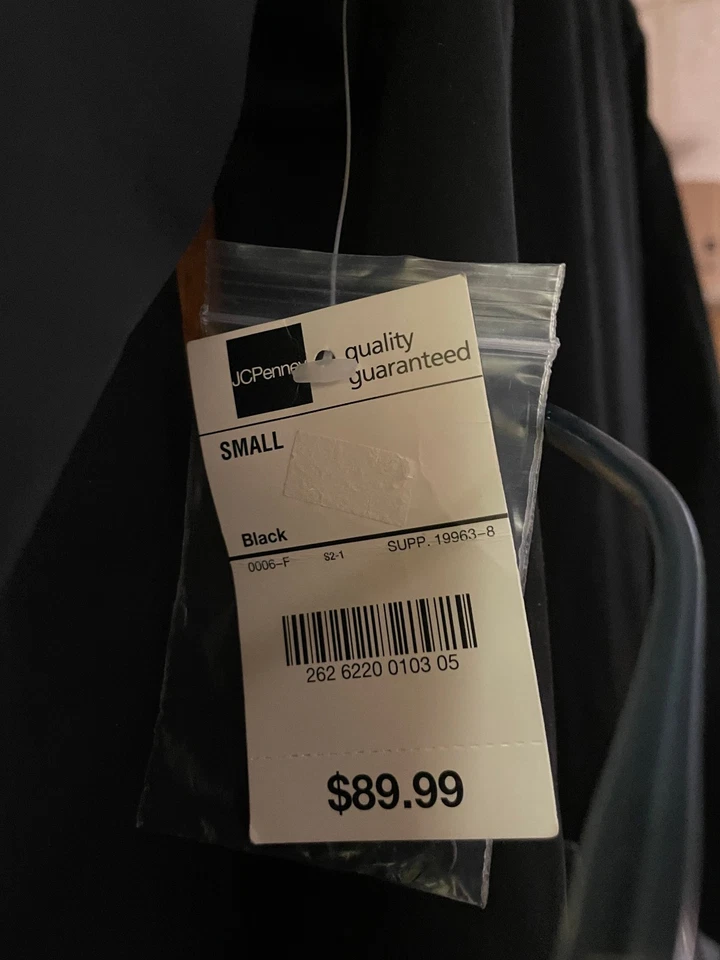 JCPenney
quality
guaranteed
SMALL
Black
0006-F S2-1 SUPP. 19963-8
262 6220 0103 05
$89.99